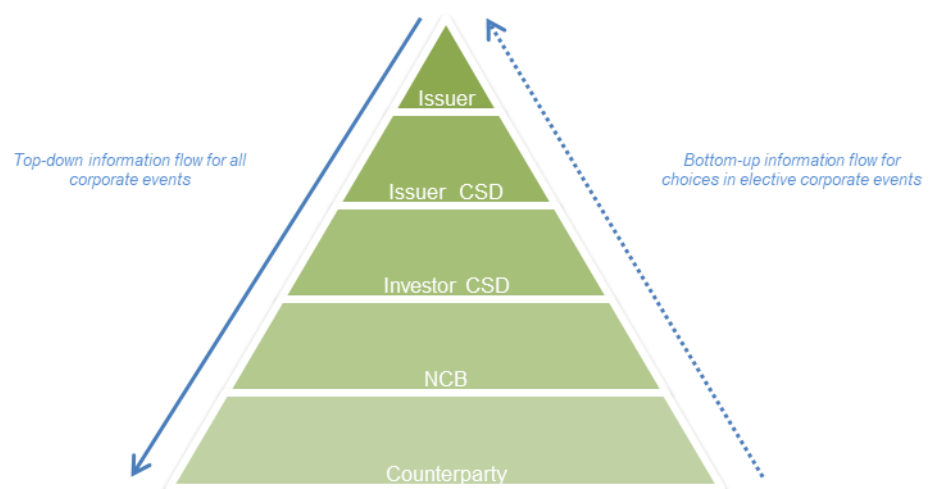 Issuer
Top-down information flow for all
corporate events
Bottom-up information flow for
choices in elective corporate events
Issuer CSD
Investor CSD
NCB
Counterparty